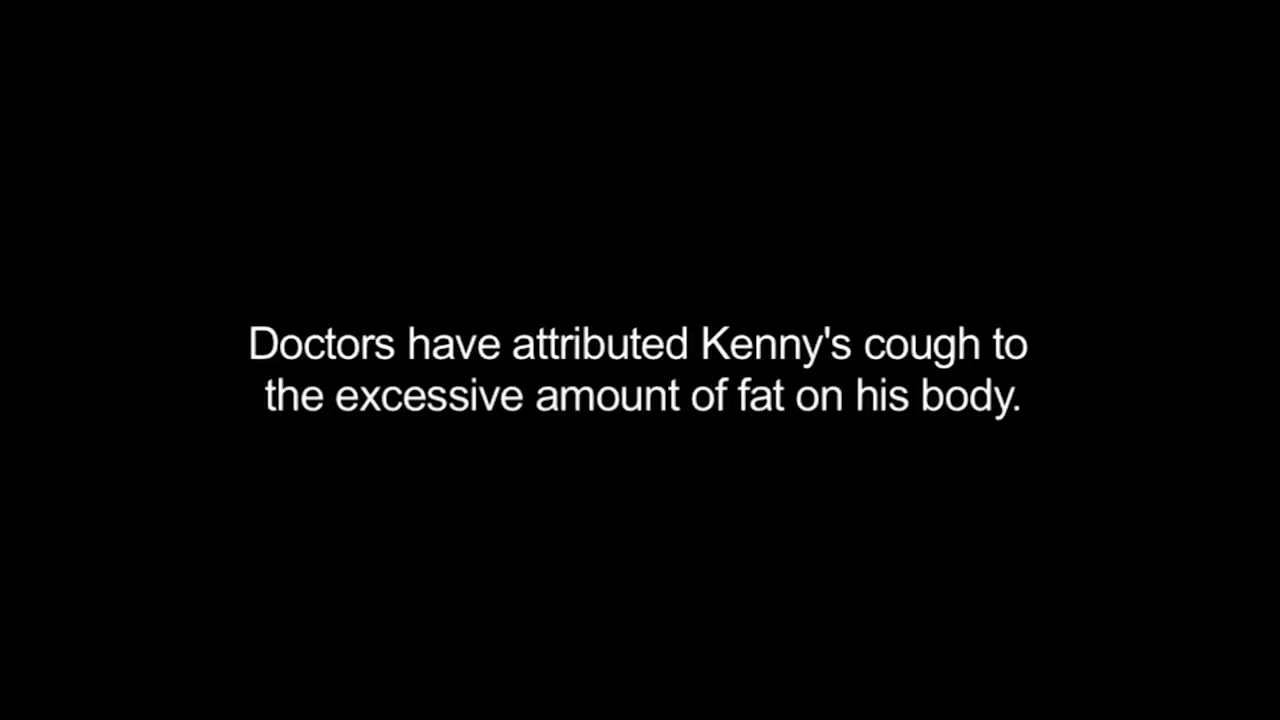 Doctors have attributed Kenny's cough to
the excessive amount of fat on his body.